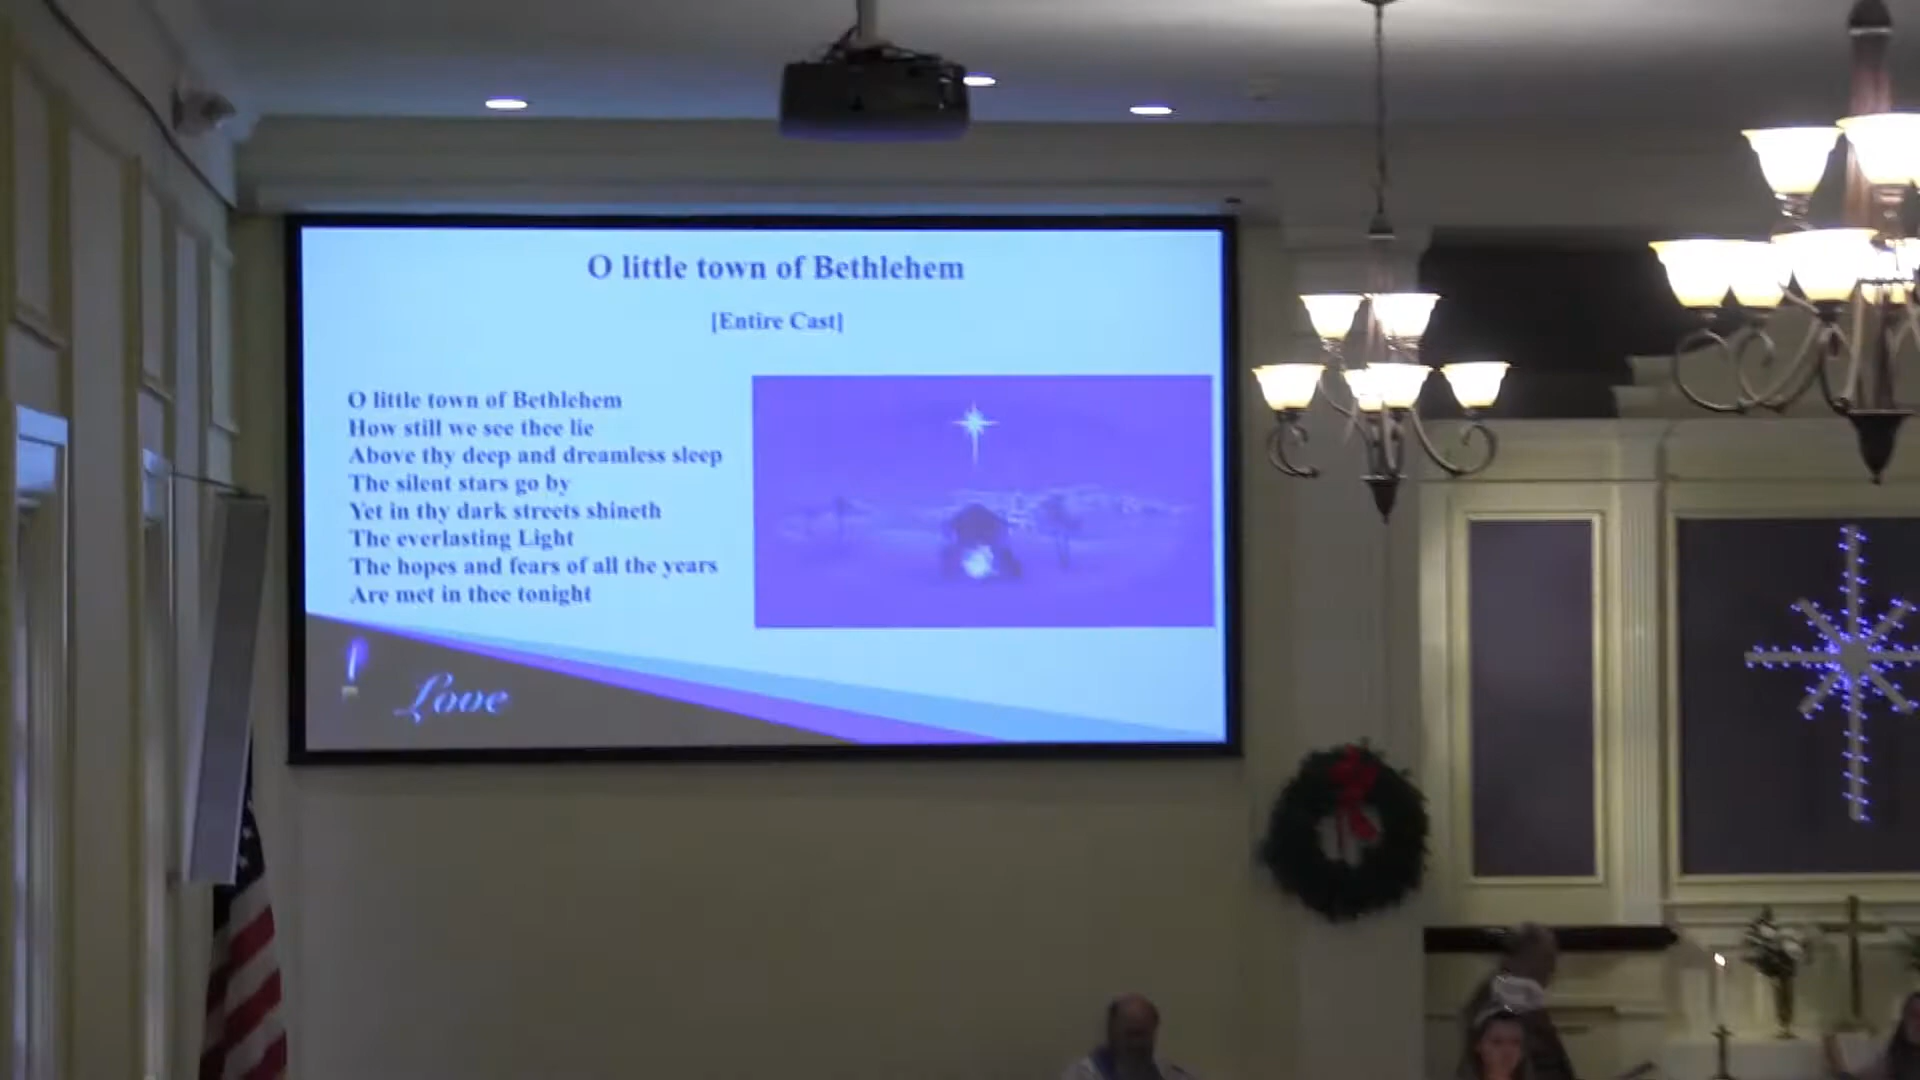 O little town of Bethlehem
[Entire Cast]
O little town of Bethlehem
How still we see thee lie
Above thy deep and dreamless sleep
The silent stars go by
Yet in thy dark streets shineth
The everlasting Light
The hopes and fears of all the years
Are met in thee tonight
Love